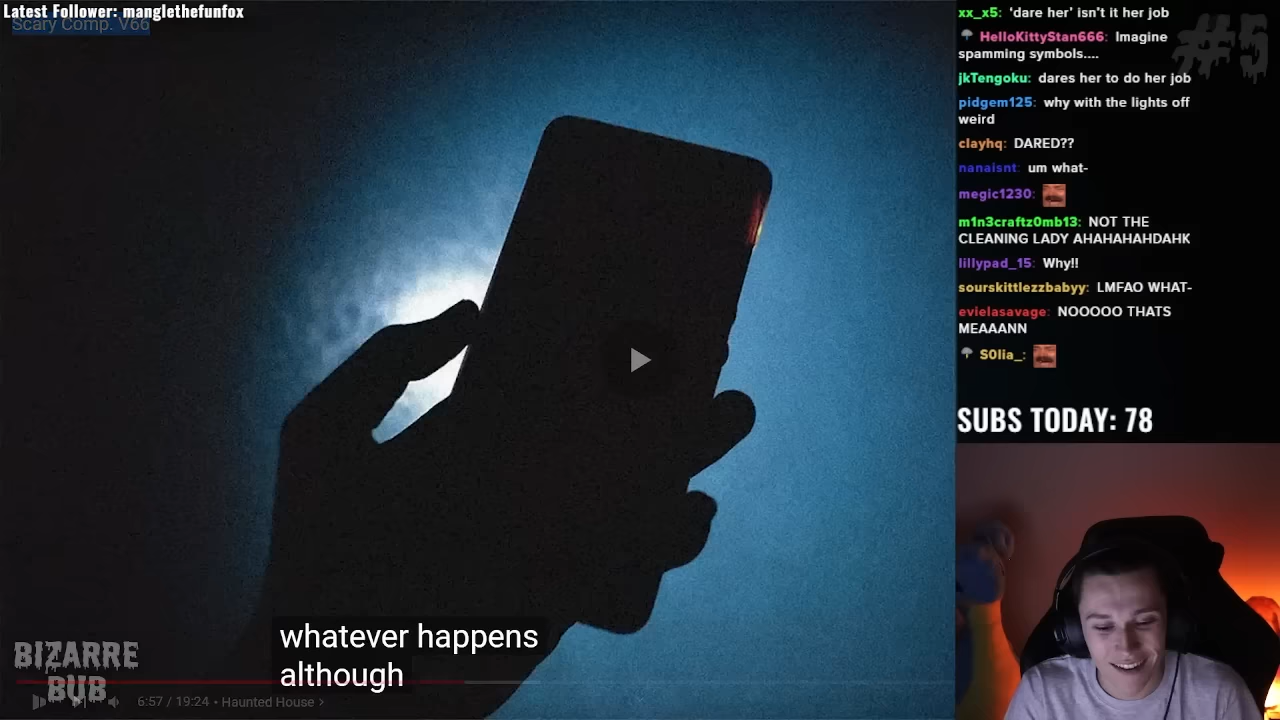 Latest Follower: manglethefunfox
Scary Comp. V66
#5
xx_x5: ‘dare her’ isn’t it her job
HelloKittyStan666: Imagine
spamming symbols....
jkTengoku: dares her to do her job
pidgem125: why with the lights off
weird
clayhq: DARED??
nanaisnt: um what-
megic1230:
m1n3craftz0mb13: NOT THE
CLEANING LADY AHAHAHAHDAHK
lillypad_15: Why!!
sourskittlezzbabyy: LMFAO WHAT-
evielasavage: NOOOOO THATS
MEAAANN
S0lia_:
SUBS TODAY: 78
whatever happens
although
BIZARRE
BUB
6:57 / 19:24 • Haunted House >